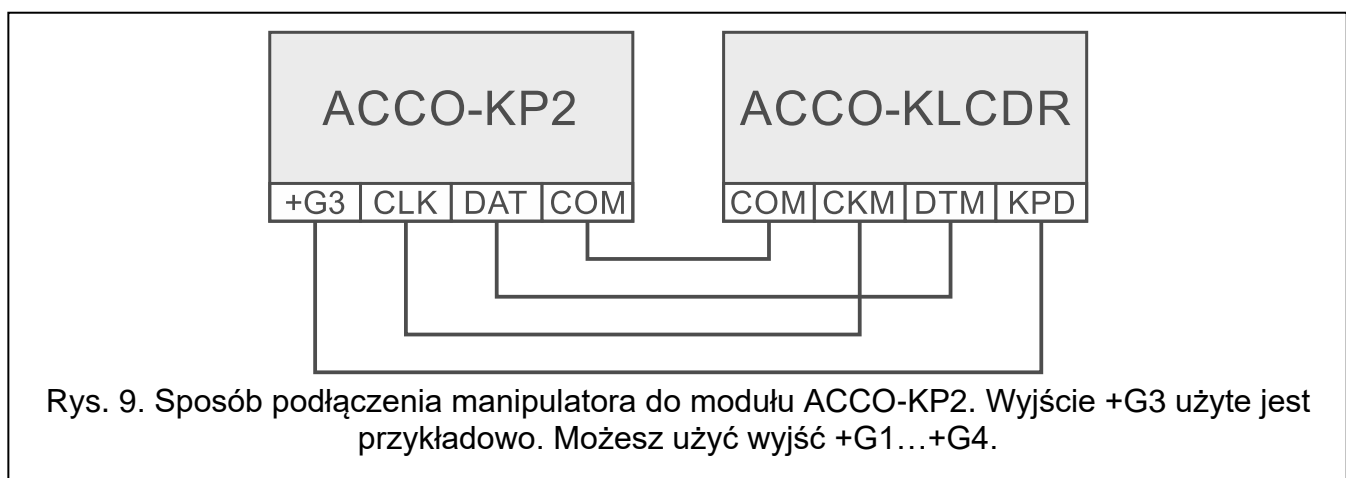 ACCO-KP2 ACCO-KLCDR
+G3 CLK DAT COM COM CKM DTM KPD
Rys. 9. Sposób podłączenia manipulatora do modułu ACCO-KP2. Wyjście +G3 użyte jest
przykładowo. Możesz użyć wyjść +G1…+G4.